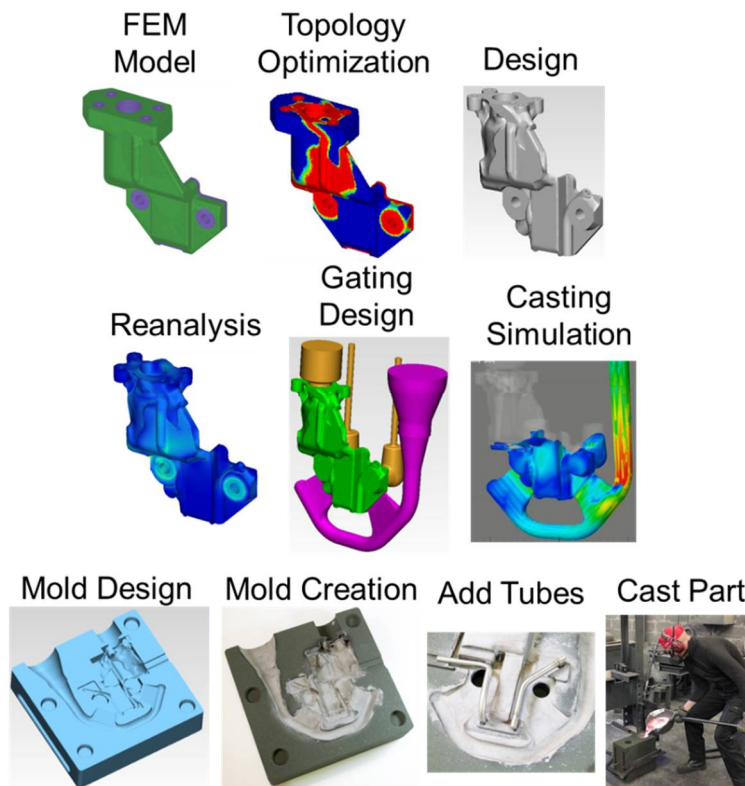 FEM
Model
Topology
Optimization
Design
Reanalysis
Gating
Design
Casting
Simulation
Mold Design
Mold Creation
Add Tubes
Cast Part